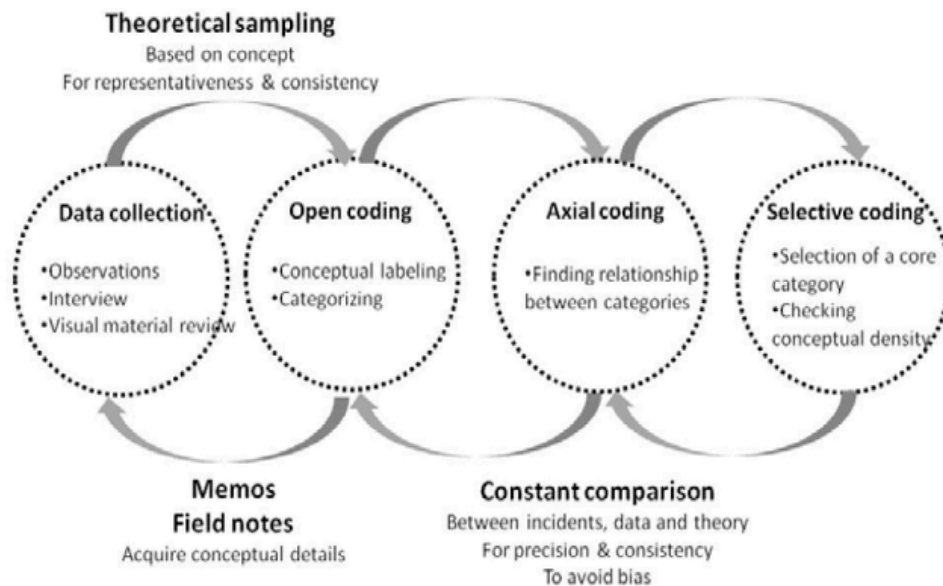 Theoretical sampling
Based on concept
For representativeness & consistency
Data collection
•Observations
•Interview
•Visual material review
Open coding
•Conceptual labeling
•Categorizing
Axial coding
•Finding relationship
between categories
Selective coding
•Selection of a core
category
•Checking
conceptual density
Memos
Field notes
Acquire conceptual details
Constant comparison
Between incidents, data and theory
For precision & consistency
To avoid bias